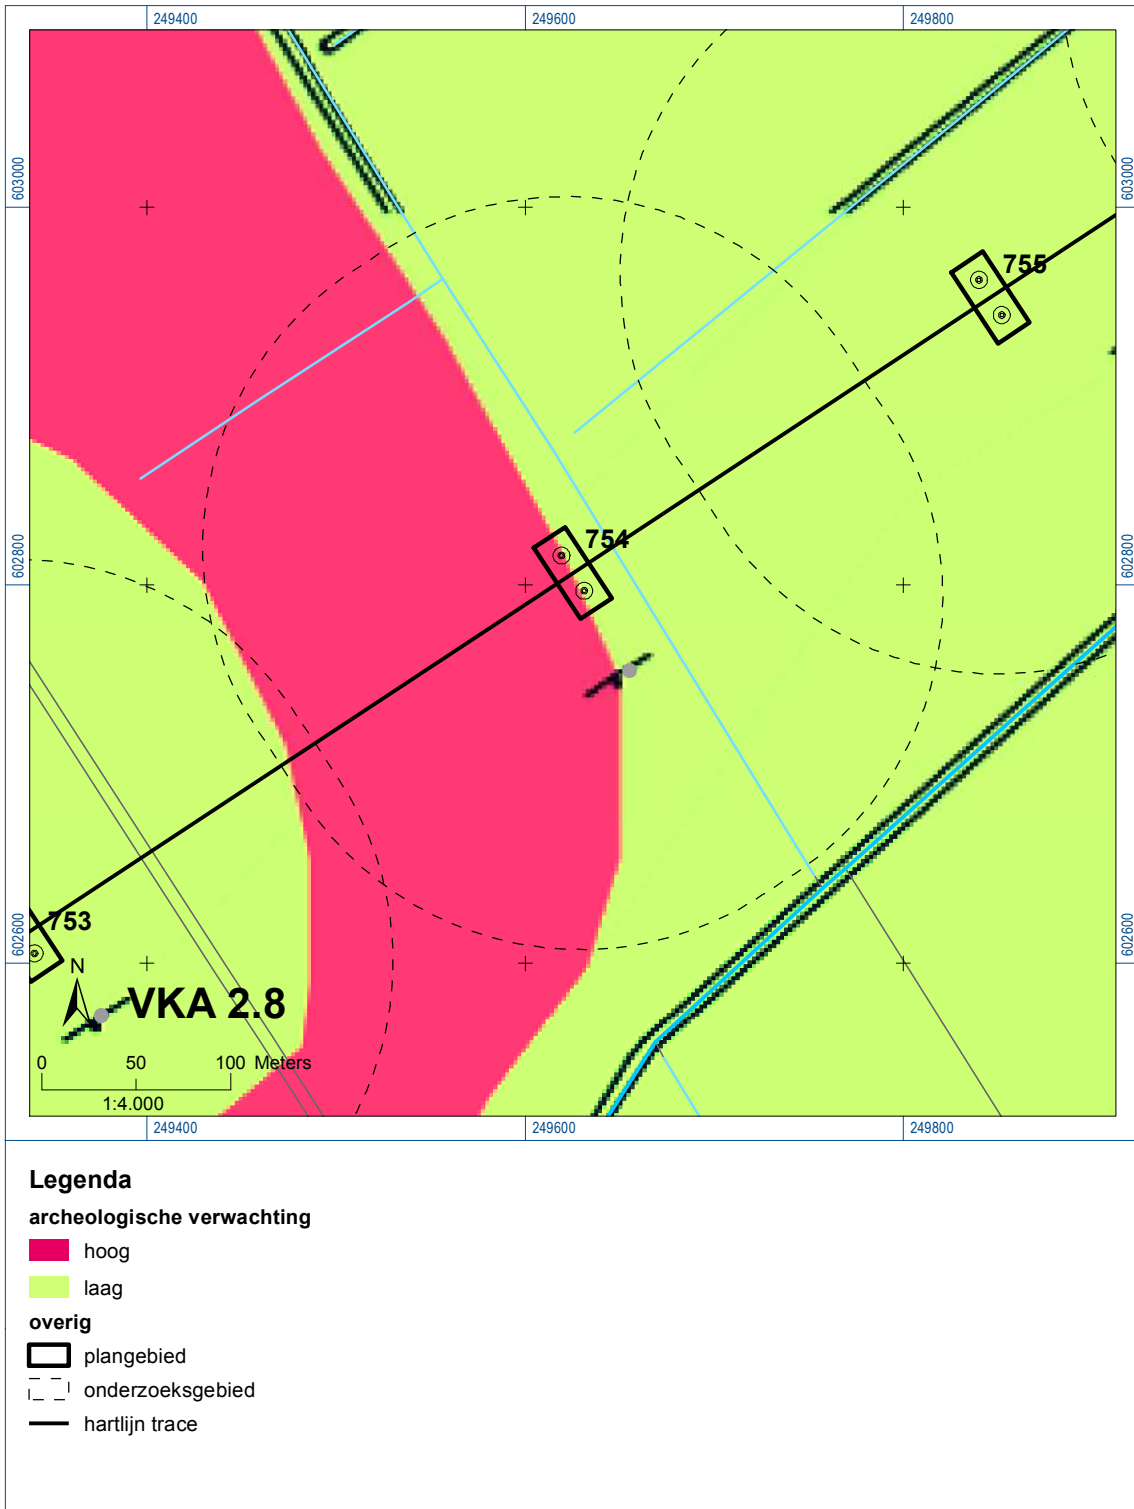 249400 249600 249800
603000 603000
755
754
602800 602800
753
602600 602600
N
VKA 2.8
0 50 100 Meters
1:4.000
249400 249600 249800
Legenda
archeologische verwachting
hoog
laag
overig
plangebied
onderzoeksgebied
hartlijn trace